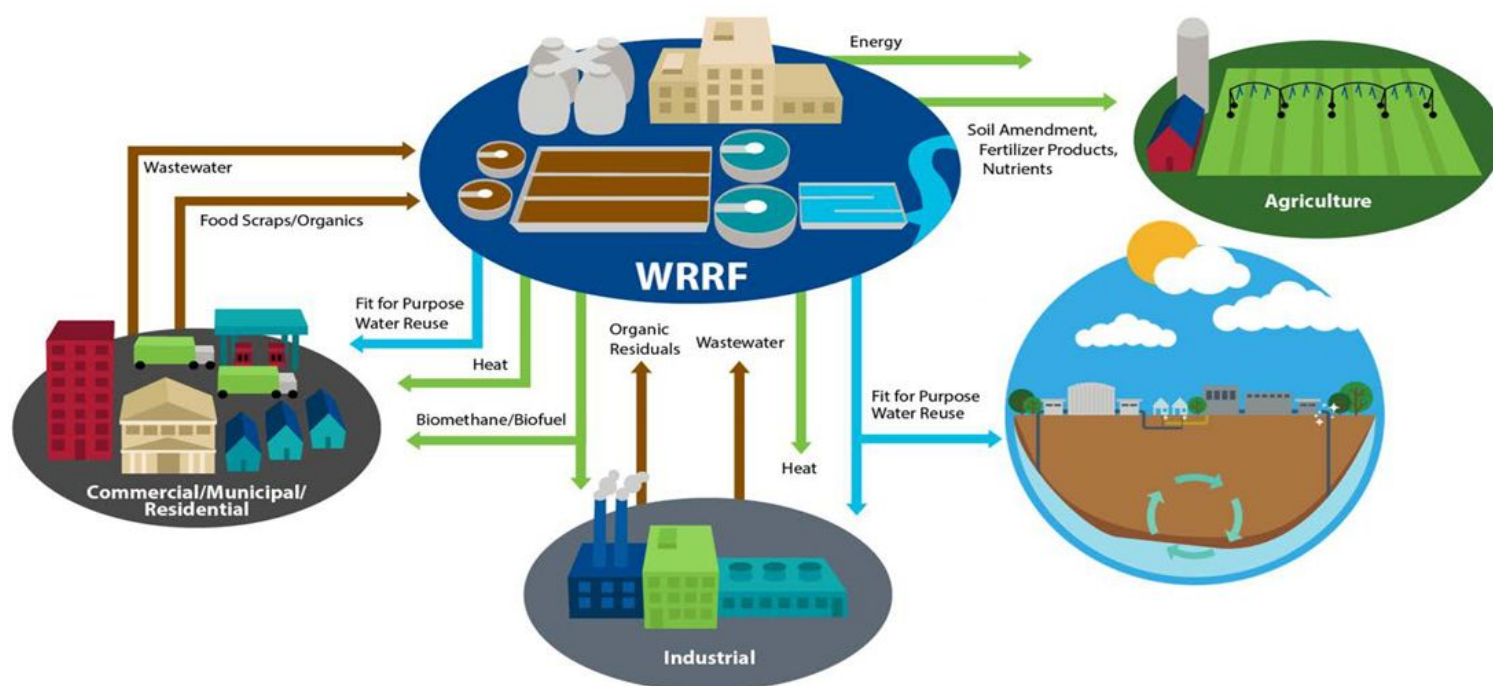 Energy
Soil Amendment,
Fertilizer Products,
Nutrients
Agriculture
Wastewater
Food Scraps/Organics
WRRF
Fit for Purpose
Water Reuse
Heat
Biomethane/Biofuel
Organic
Residuals
Wastewater
Heat
Fit for Purpose
Water Reuse
Commercial/Municipal/
Residential
Industrial